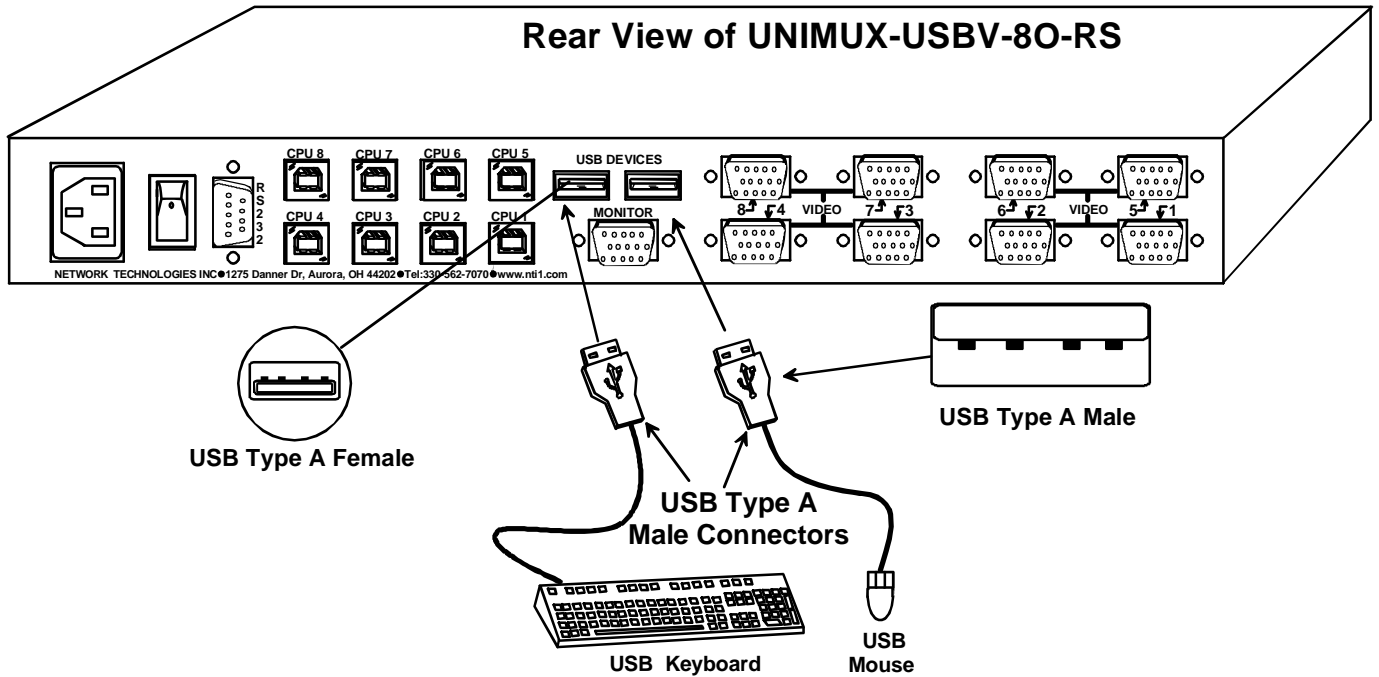 Rear View of UNIMUX-USBV-8O-RS
CPU 8 CPU 7 CPU 6 CPU 5
USB DEVICES
RS232
CPU 4 CPU 3 CPU 2 CPU 1
MONITOR
8 4 VIDEO 7 3 6 2 VIDEO 5 1
NETWORK TECHNOLOGIES INC●1275 Danner Dr, Aurora, OH 44202●Tel:330-562-7070●www.nti1.com
USB Type A Female
USB Type A Male
USB Type A
Male Connectors
USB Keyboard
USB
Mouse